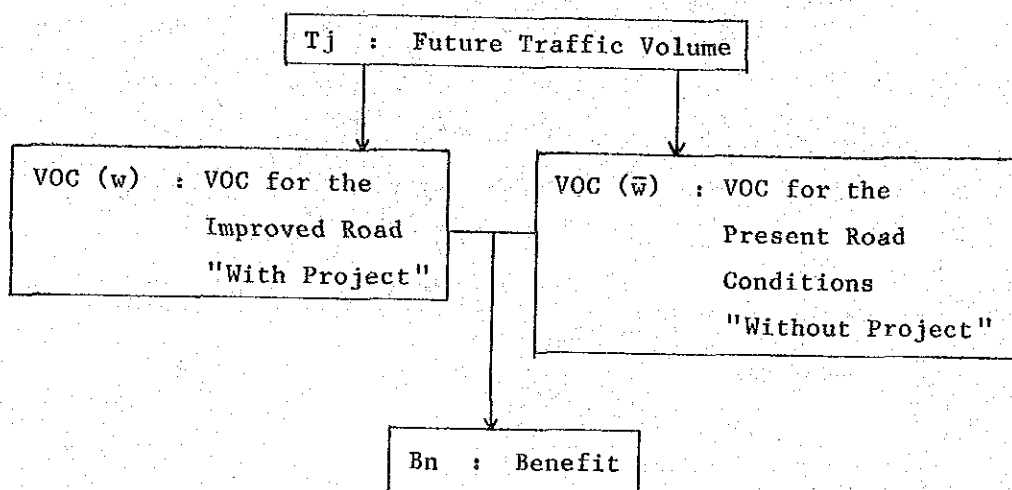 Tj : Future Traffic Volume
VOC (w) : VOC for the
Improved Road
"With Project"
VOC (w̅) : VOC for the
Present Road
Conditions
"Without Project"
Bn : Benefit